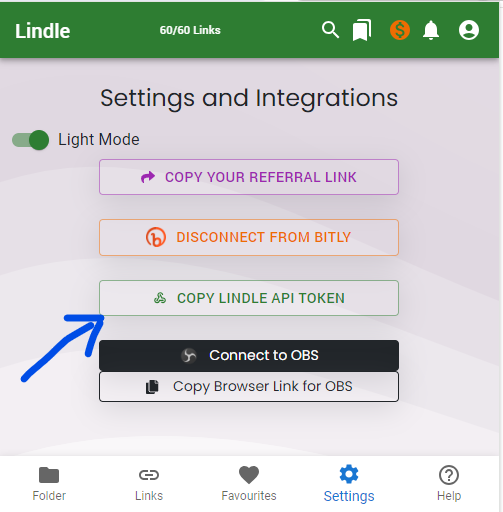 Lindle
60/60 Links
Settings and Integrations
Light Mode
COPY YOUR REFERRAL LINK
DISCONNECT FROM BITLY
COPY LINDLE API TOKEN
Connect to OBS
Copy Browser Link for OBS
Folder
Links
Favourites
Settings
Help